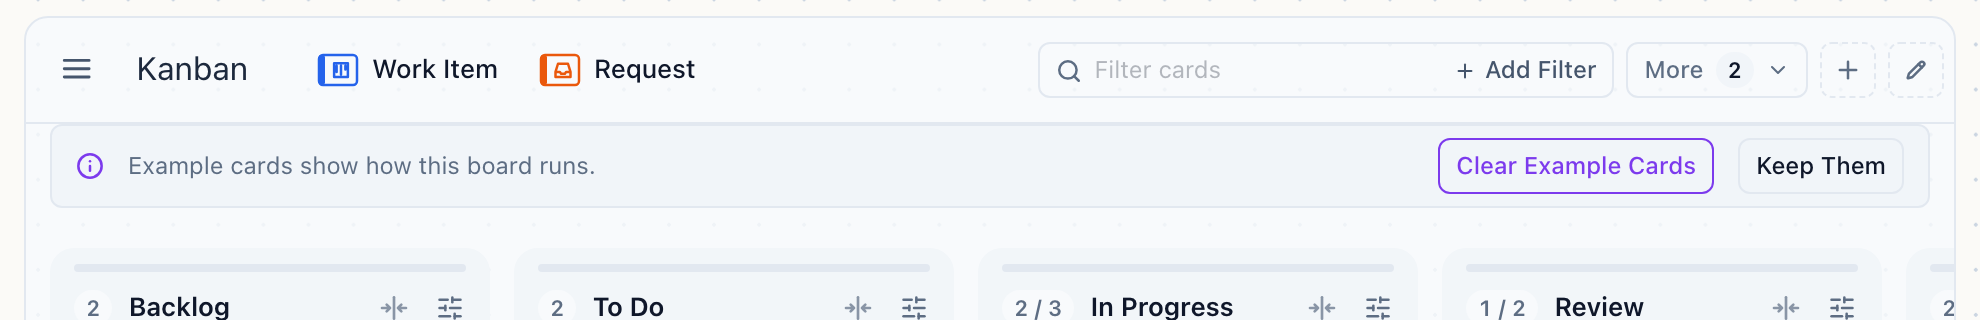 Kanban Work Item Request Filter cards + Add Filter More 2
Example cards show how this board runs. Clear Example Cards Keep Them
2 Backlog 2 To Do 2 / 3 In Progress 1 / 2 Review 2